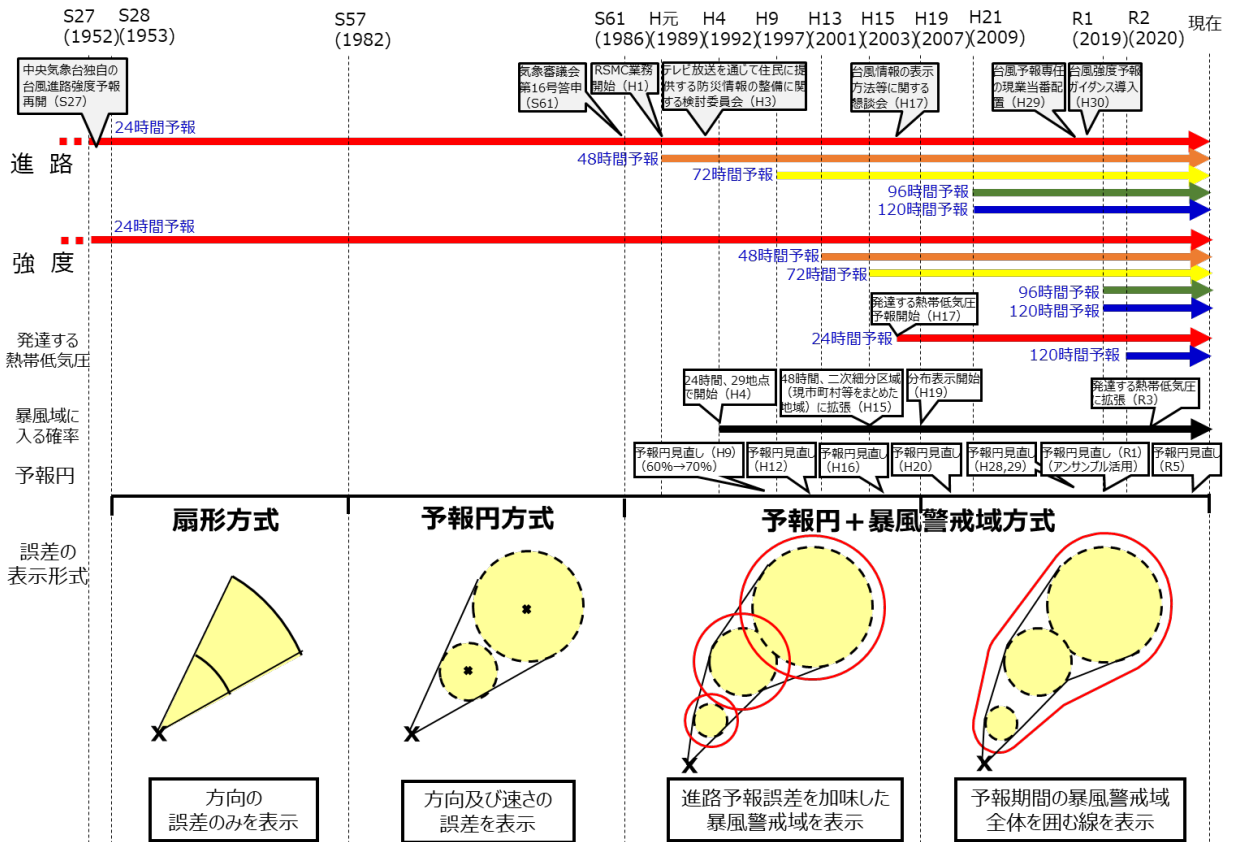 S27
(1952)
S28
(1953)
S57
(1982)
S61
(1986)
H元
(1989)
H4
(1992)
H9
(1997)
H13
(2001)
H15
(2003)
H19
(2007)
H21
(2009)
R1
(2019)
R2
(2020)
現在
中央気象台独自の
台風進路強度予報
再開（S27）
気象審議会
第16号答申
（S61）
RSMC業務
開始（H1）
テレビ放送を通じて住民に提
供する防災情報の整備に関
する検討委員会（H3）
台風情報の表示
方法等に関する
懇談会（H17）
台風予報専任
の現業当番配
置（H29）
台風強度予報
ガイダンス導入
（H30）
進 路
24時間予報
48時間予報
72時間予報
96時間予報
120時間予報
強 度
24時間予報
48時間予報
72時間予報
96時間予報
120時間予報
発達する
熱帯低気圧
発達する熱帯低気圧
予報開始（H17）
24時間予報
120時間予報
暴風域に
入る確率
24時間、29地点
で開始（H4）
48時間、二次細分区域
（現市町村等をまとめた
地域）に拡張（H15）
分布表示開始
（H19）
発達する熱帯低気圧
に拡張（R3）
予報円
予報円見直し（H9）
（60%→70%）
予報円見直し
（H12）
予報円見直し
（H16）
予報円見直し
（H20）
予報円見直し
（H28,29）
予報円見直し（R1）
（アンサンブル活用）
予報円見直し
（R5）
誤差の
表示形式
扇形方式
予報円方式
予報円＋暴風警戒域方式
X
X
X
X
方向の
誤差のみを表示
方向及び速さの
誤差を表示
進路予報誤差を加味した
暴風警戒域を表示
予報期間の暴風警戒域
全体を囲む線を表示